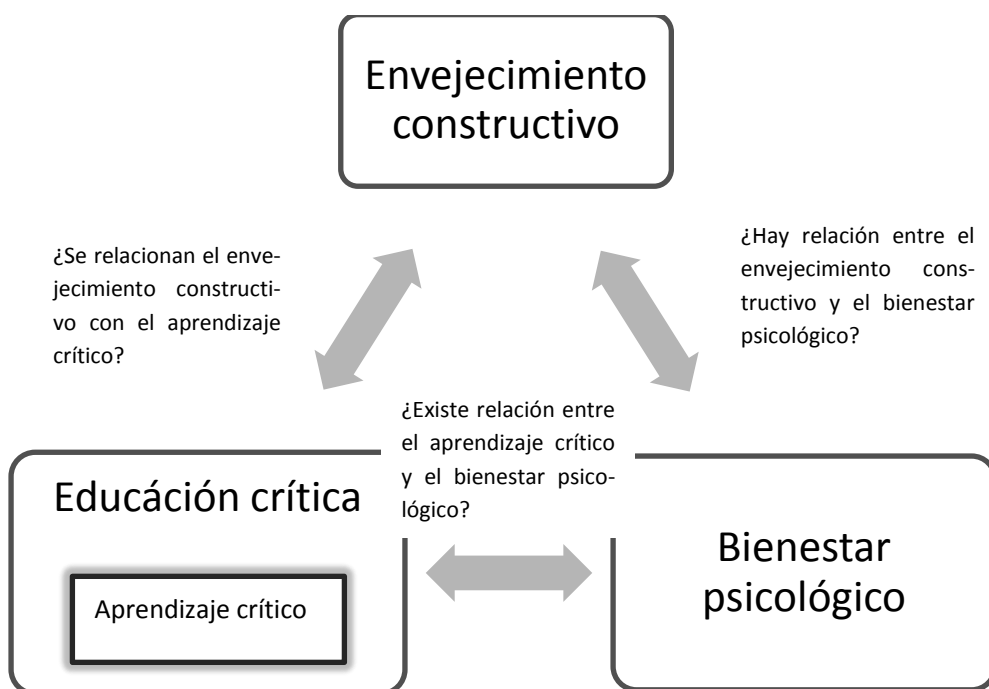 Envejecimiento
constructivo
¿Se relacionan el enve-
jecimiento constructi-
vo con el aprendizaje
crítico?
¿Hay relación entre el
envejecimiento cons-
tructivo y el bienestar
psicológico?
¿Existe relación entre
el aprendizaje crítico
y el bienestar psico-
lógico?
Educáción crítica
Aprendizaje crítico
Bienestar
psicológico